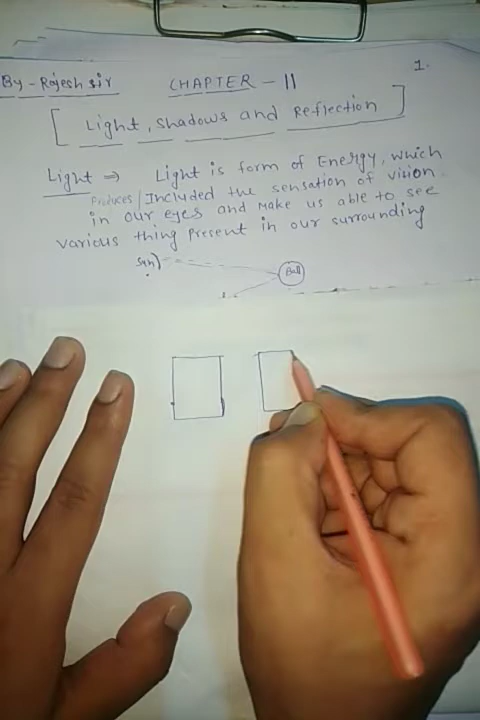 By - Rajesh sir CHAPTER - 11 1.
[ Light, Shadows and Reflection ]
Light ⇒ Light is form of Energy, which
Produces / Included the sensation of vision
in our eyes and Make us able to see
various thing Present in our surrounding
Sun
Ball